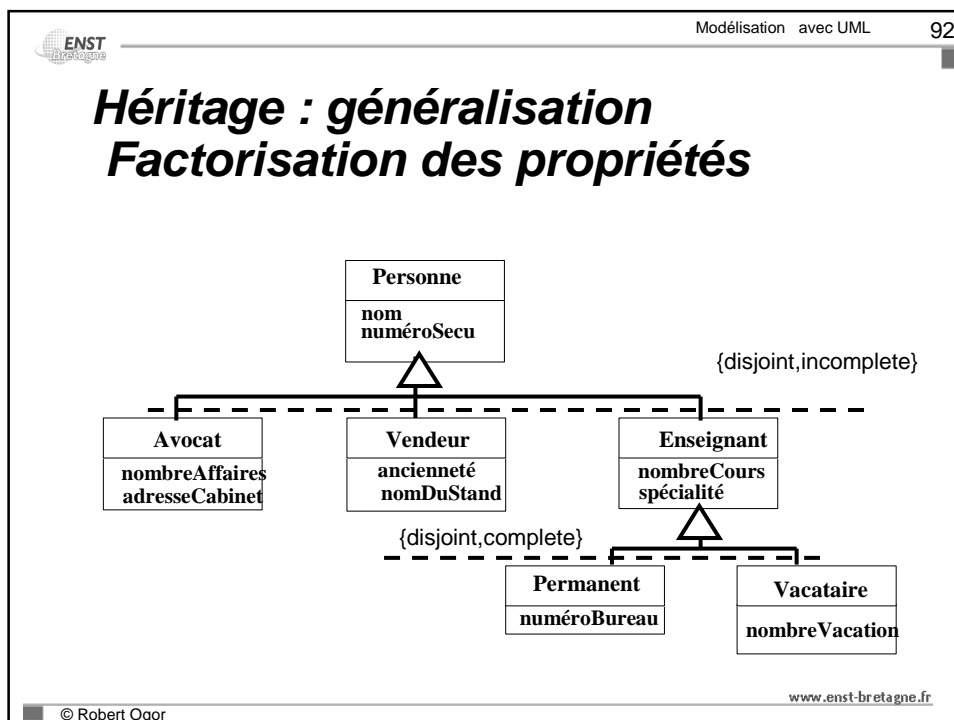 Modélisation avec UML 92
ENST
Bretagne
Héritage : généralisation
Factorisation des propriétés
Personne
nom
numéroSecu
{disjoint,incomplete}
Avocat
nombreAffaires
adresseCabinet
Vendeur
ancienneté
nomDuStand
Enseignant
nombreCours
spécialité
{disjoint,complete}
Permanent
numéroBureau
Vacataire
nombreVacation
www.enst-bretagne.fr
© Robert Ogor